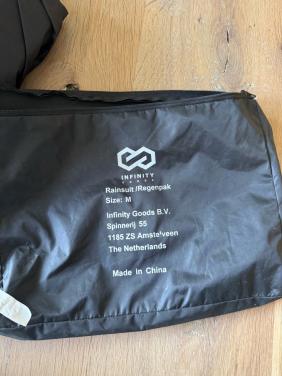 INFINITY
Rainsuit /Regenpak
Size: M
Infinity Goods B.V.
Spinnerij 55
1185 ZS Amstelveen
The Netherlands
Made in China